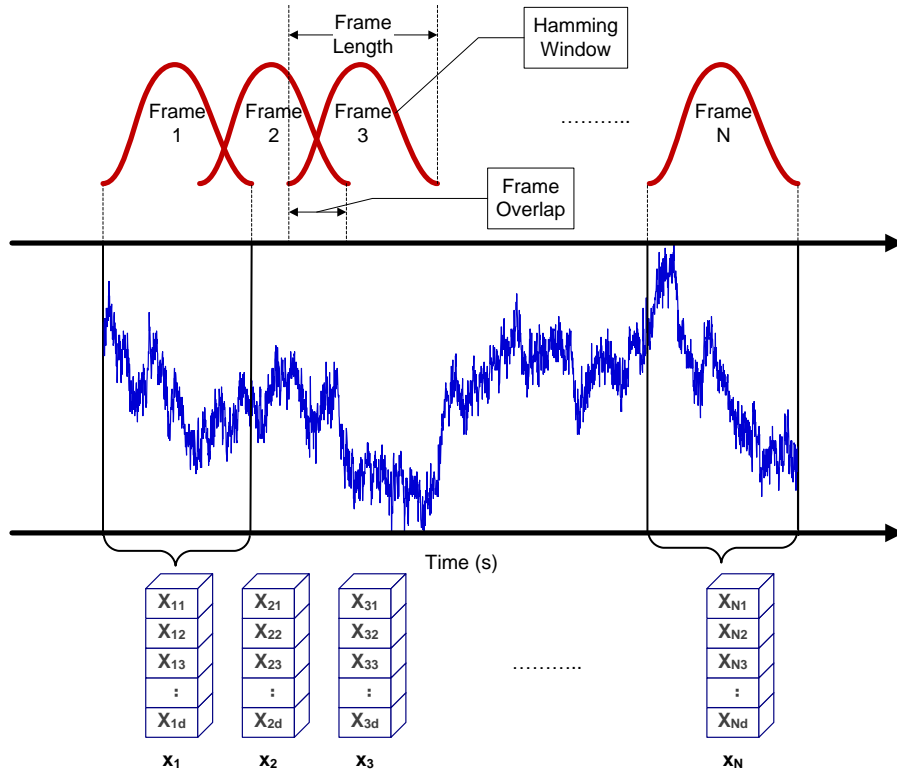 Frame
Length
Hamming
Window
Frame
1
Frame
2
Frame
3
………..
Frame
N
Frame
Overlap
Time (s)
X11 X21 X31 XN1
X12 X22 X32 XN2
X13 X23 X33 XN3
: : : :
X1d X2d X3d XNd
………..
x1 x2 x3 xN